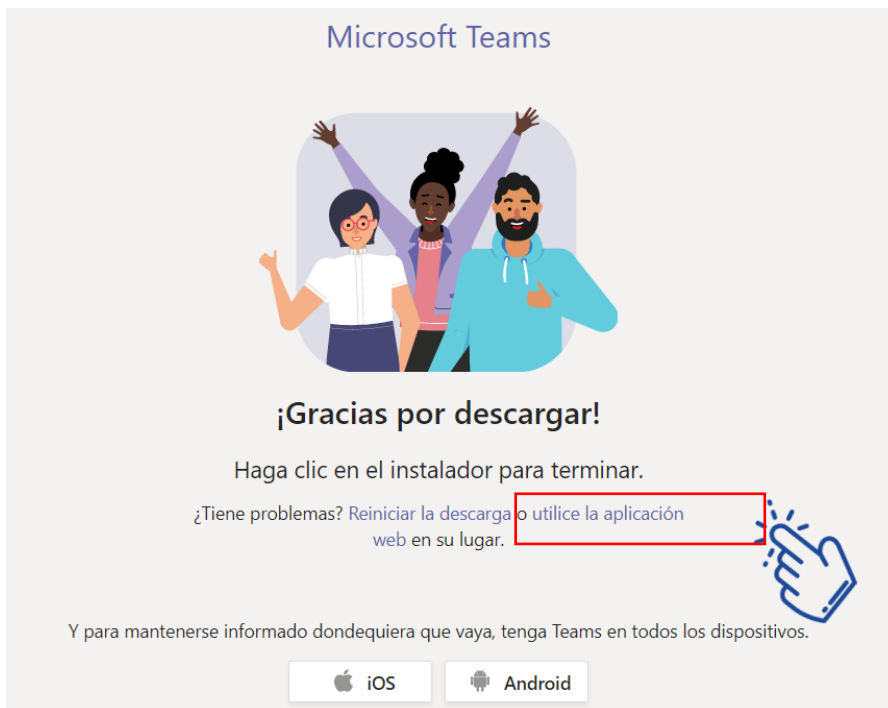 Microsoft Teams
¡Gracias por descargar!
Haga clic en el instalador para terminar.
¿Tiene problemas? Reiniciar la descarga o utilice la aplicación
web en su lugar.
Y para mantenerse informado dondequiera que vaya, tenga Teams en todos los dispositivos.
iOS
Android